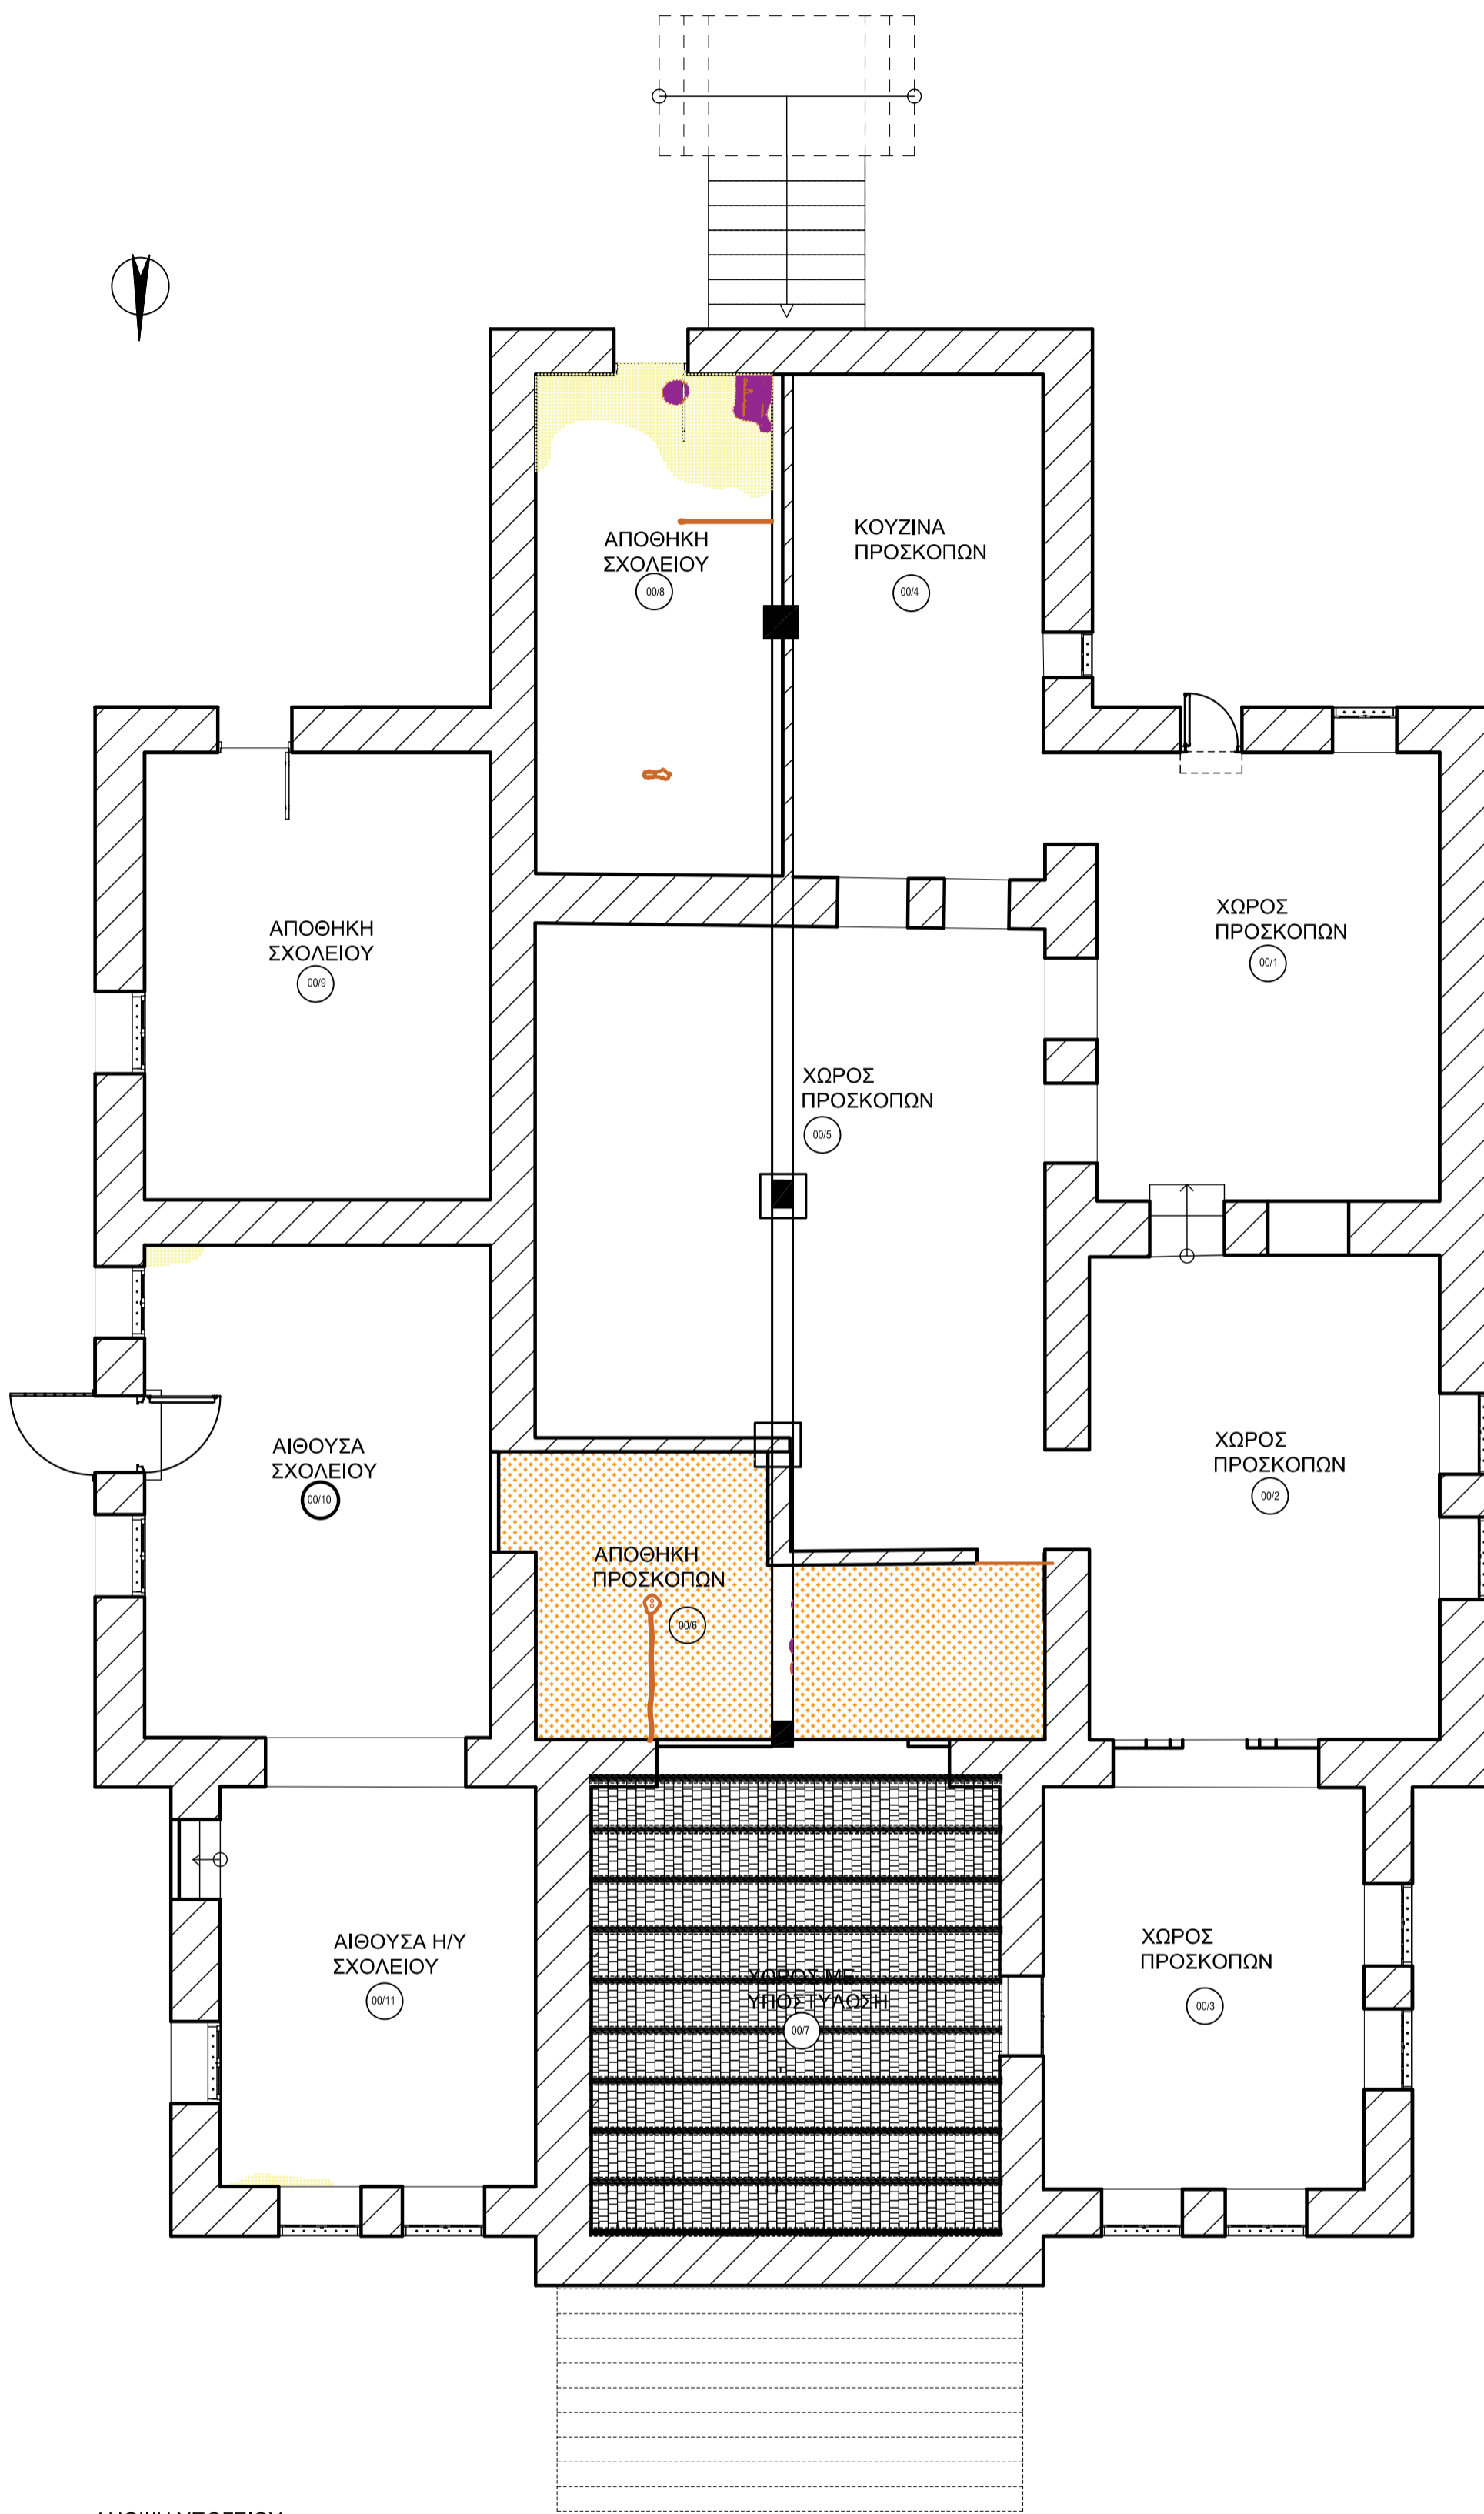 ΑΠΟΘΗΚΗ
ΣΧΟΛΕΙΟΥ
00/8
ΚΟΥΖΙΝΑ
ΠΡΟΣΚΟΠΩΝ
00/4
ΑΠΟΘΗΚΗ
ΣΧΟΛΕΙΟΥ
00/9
ΧΩΡΟΣ
ΠΡΟΣΚΟΠΩΝ
00/1
ΧΩΡΟΣ
ΠΡΟΣΚΟΠΩΝ
00/5
ΑΙΘΟΥΣΑ
ΣΧΟΛΕΙΟΥ
00/10
ΧΩΡΟΣ
ΠΡΟΣΚΟΠΩΝ
00/2
ΑΠΟΘΗΚΗ
ΠΡΟΣΚΟΠΩΝ
00/6
ΑΙΘΟΥΣΑ Η/Υ
ΣΧΟΛΕΙΟΥ
00/11
ΧΩΡΟΣ ΜΕ
ΥΠΟΣΤΥΛΩΣΗ
00/7
ΧΩΡΟΣ
ΠΡΟΣΚΟΠΩΝ
00/3